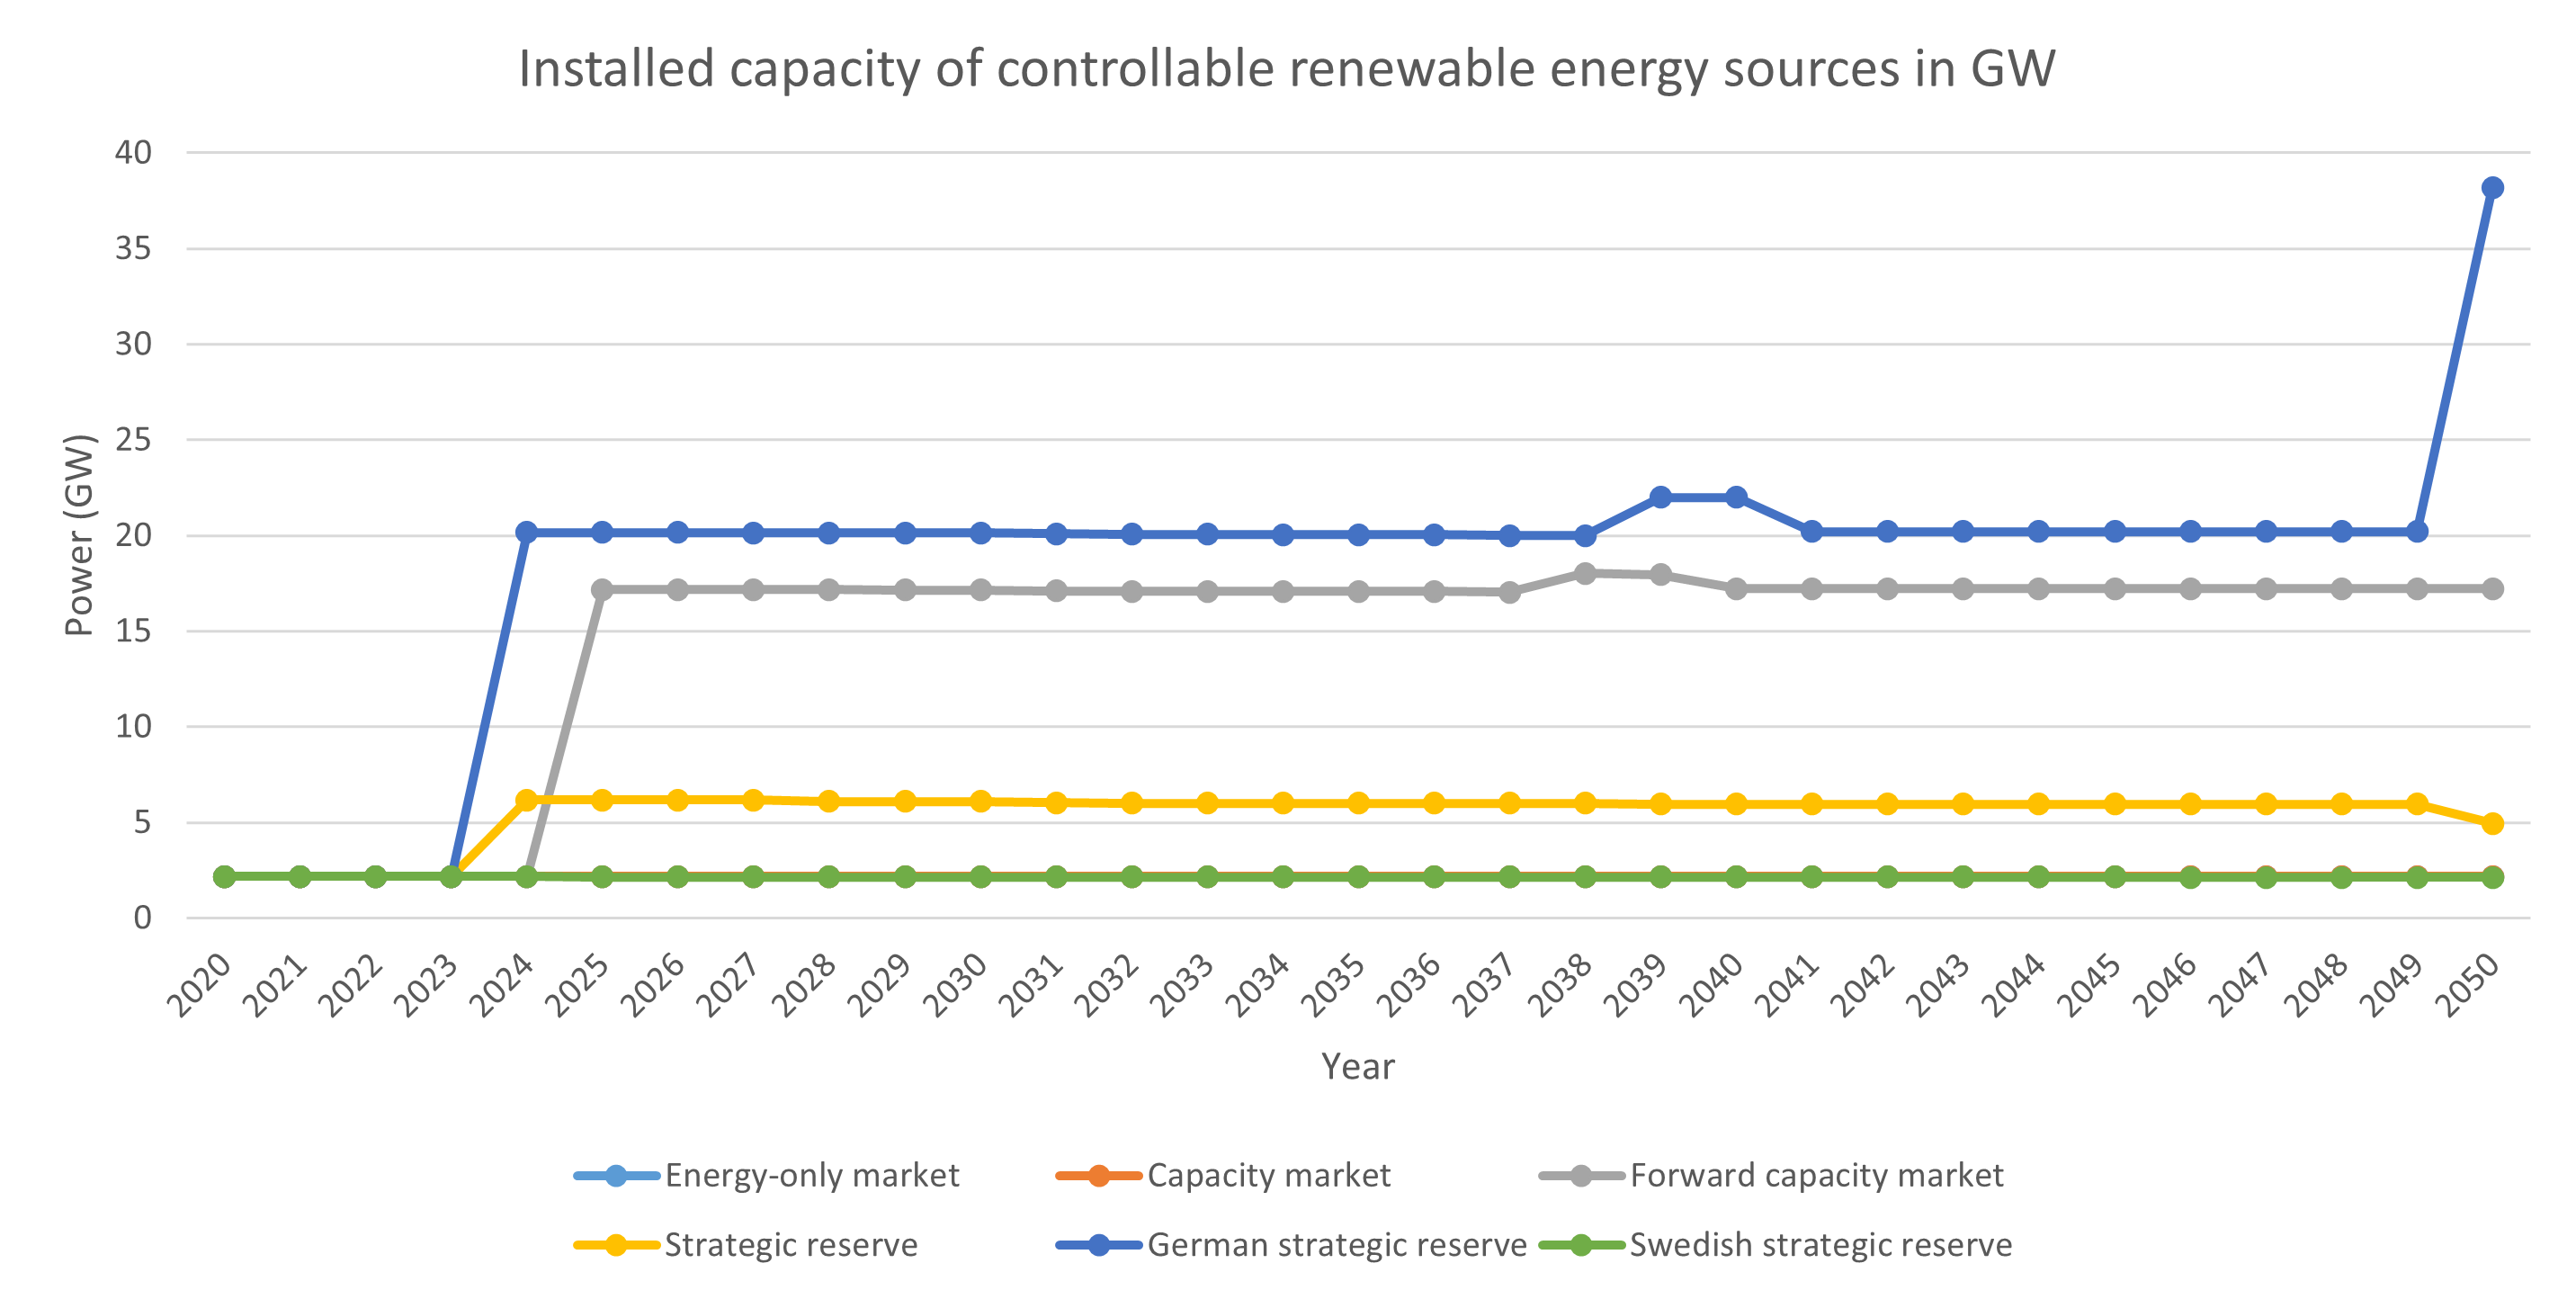 Installed capacity of controllable renewable energy sources in GW
40
35
30
25
20
15
10
5
0
Power (GW)
2020 2021 2022 2023 2024 2025 2026 2027 2028 2029 2030 2031 2032 2033 2034 2035 2036 2037 2038 2039 2040 2041 2042 2043 2044 2045 2046 2047 2048 2049 2050
Year
Energy-only market Capacity market Forward capacity market
Strategic reserve German strategic reserve Swedish strategic reserve